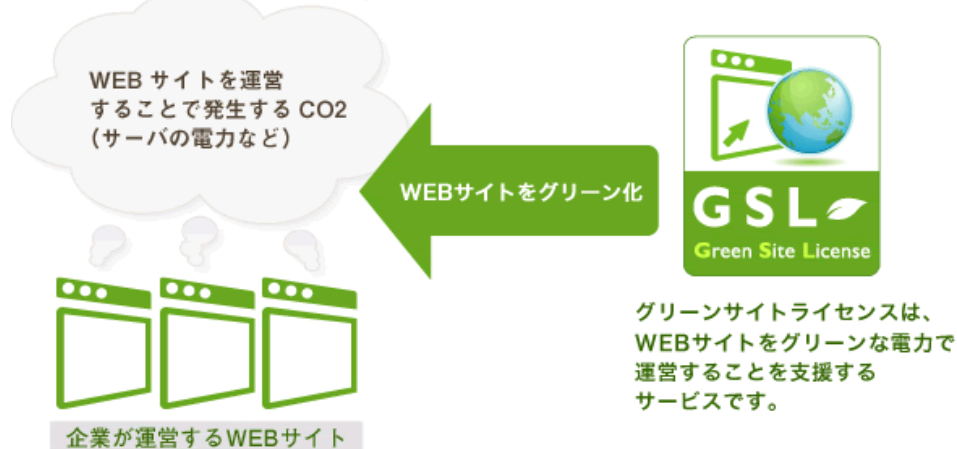 WEB サイトを運営
することで発生する CO2
（サーバの電力など）
WEBサイトをグリーン化
GSL
Green Site License
グリーンサイトライセンスは、
WEBサイトをグリーンな電力で
運営することを支援する
サービスです。
企業が運営するWEBサイト